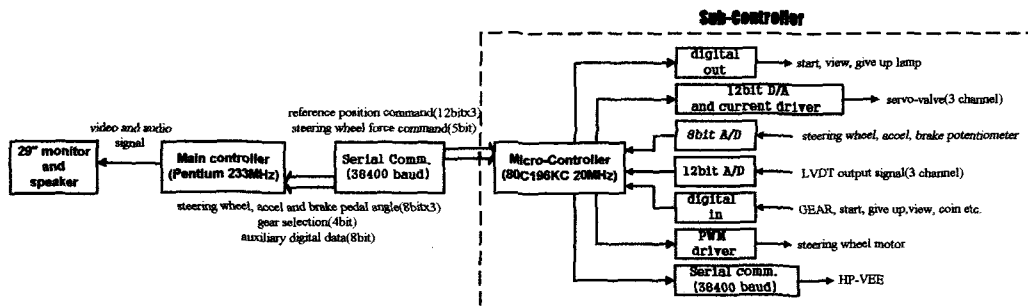 Sub-Controller
digital
out
start, view, give up lamp
12bit D/A
and current driver
servo-valve(3 channel)
reference position command(12bitx3)
steering wheel force command(5bit)
video and audio
signal
8bit A/D
steering wheel, accel, brake potentiometer
29" monitor
and
speaker
Main controller
(Pentium 233MHz)
Serial Comm.
(38400 baud)
Micro-Controller
(80C196KC 20MHz)
12bit A/D
LVDT output signal(3 channel)
steering wheel, accel and brake pedal angle(8bitx3)
gear selection(4bit)
auxiliary digital data(8bit)
digital
in
GEAR, start, give up,view, coin etc.
PWM
driver
steering wheel motor
Serial comm.
(38400 baud)
HP-VEE